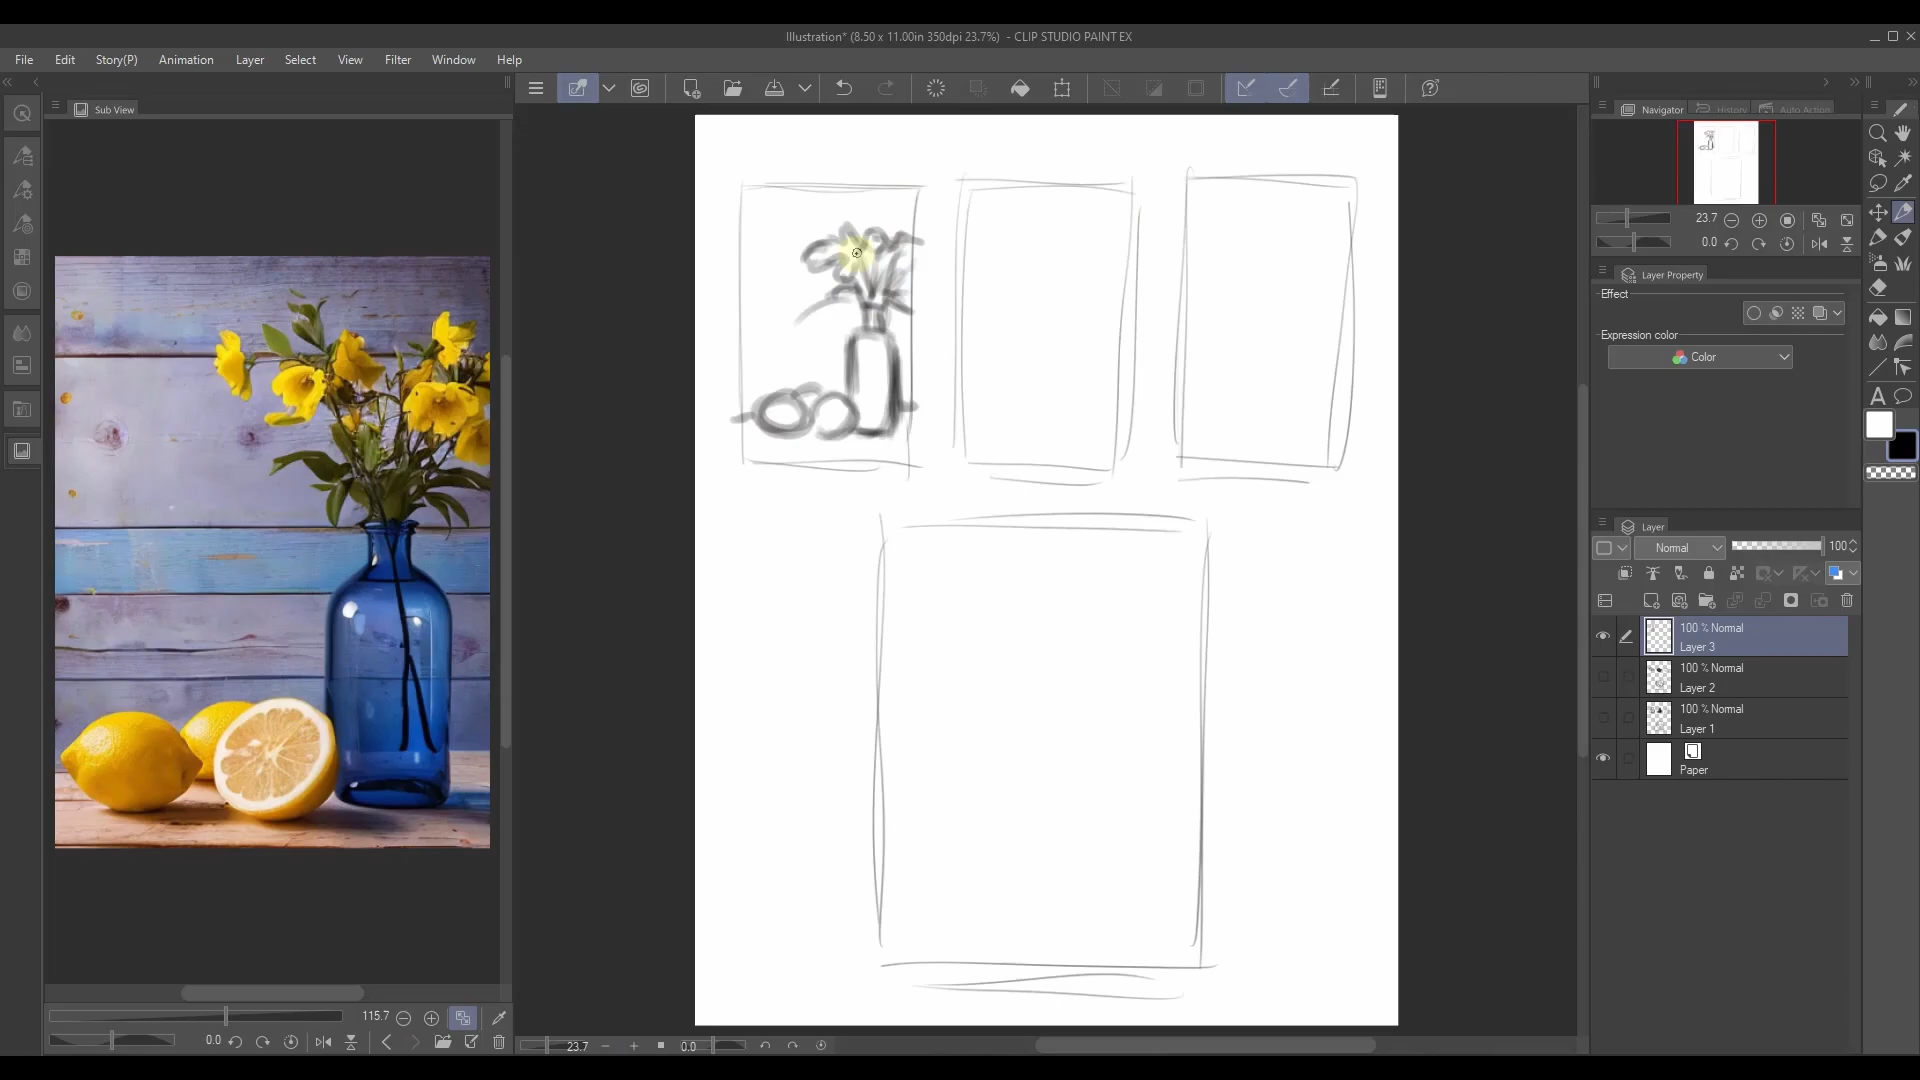 Illustration* (8.50 x 11.00in 350dpi 23.7%) - CLIP STUDIO PAINT EX
File Edit Story(P) Animation Layer Select View Filter Window Help
Sub View
Navigator History Auto Action
23.7
0.0
Layer Property
Effect
Expression color
Color
A
Layer
Normal 100
100 % Normal
Layer 3
100 % Normal
Layer 2
100 % Normal
Layer 1
Paper
115.7
0.0
23.7 0.0